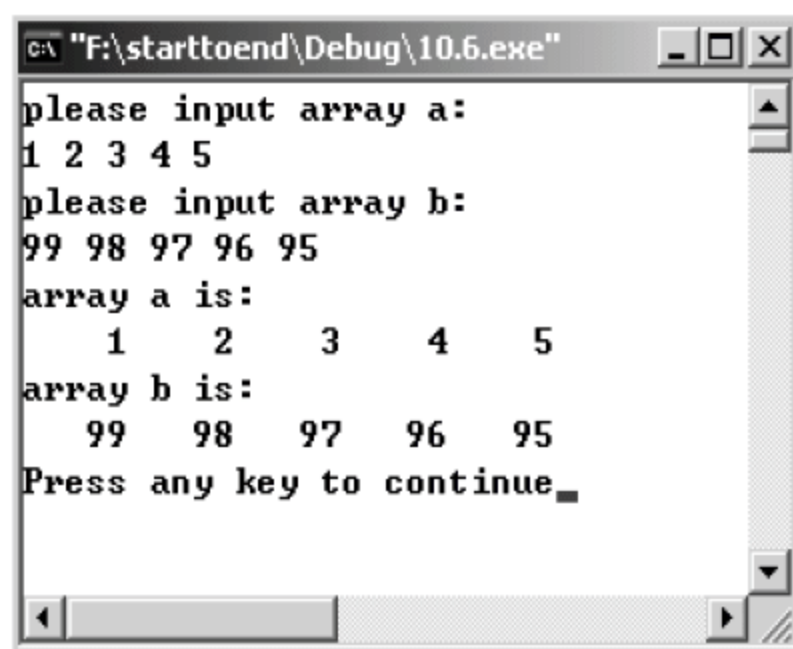 "F:\starttoend\Debug\10.6.exe"
please input array a:
1 2 3 4 5
please input array b:
99 98 97 96 95
array a is:
    1    2    3    4    5
array b is:
   99   98   97   96   95
Press any key to continue_